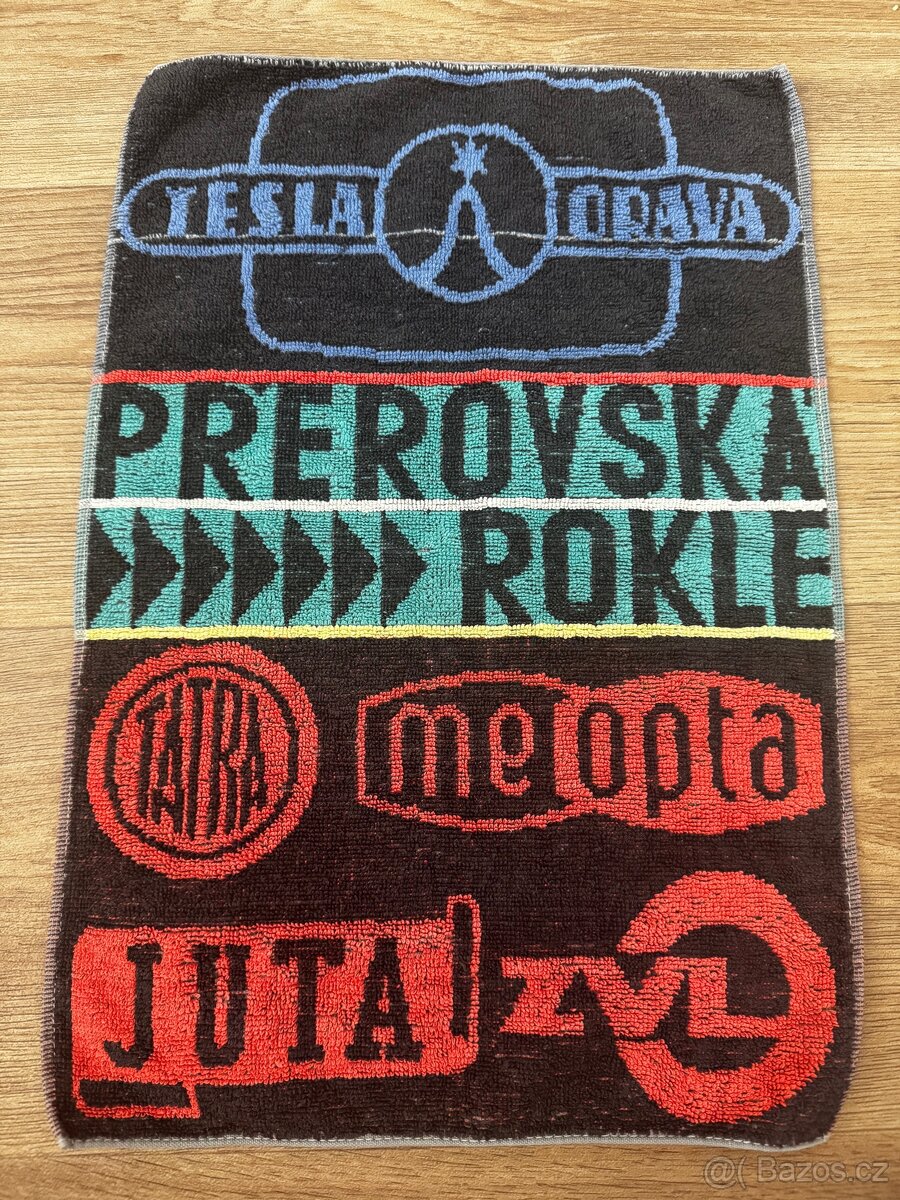 TESLA ORAVA
PREROVSKÁ
ROKLE
TATRA meopta
JUTA ZVL
@( Bazos.cz